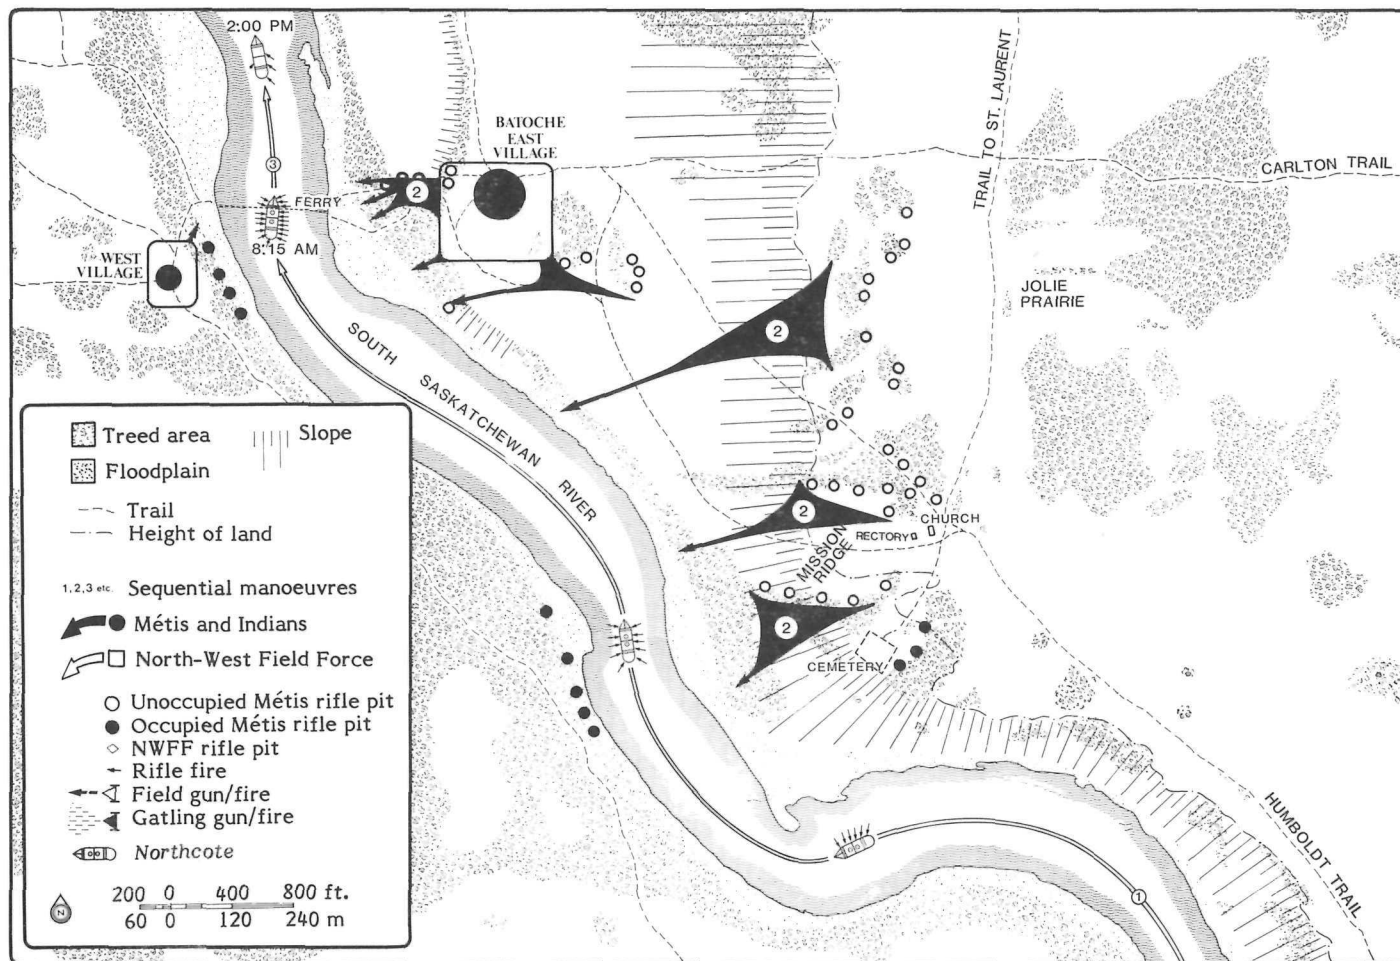 2:00 PM
BATOCHE
EAST
VILLAGE
TRAIL TO ST. LAURENT
CARLTON TRAIL
3
2
FERRY
8:15 AM
WEST
VILLAGE
JOLIE
PRAIRIE
2
SOUTH SASKATCHEWAN RIVER
2
CHURCH
RECTORY
MISSION
RIDGE
2
CEMETERY
HUMBOLDT TRAIL
1
Treed area
Slope
Floodplain
Trail
Height of land
1,2,3 etc. Sequential manoeuvres
Métis and Indians
North-West Field Force
Unoccupied Métis rifle pit
Occupied Métis rifle pit
NWFF rifle pit
Rifle fire
Field gun/fire
Gatling gun/fire
Northcote
N
200 0 400 800 ft.
60 0 120 240 m